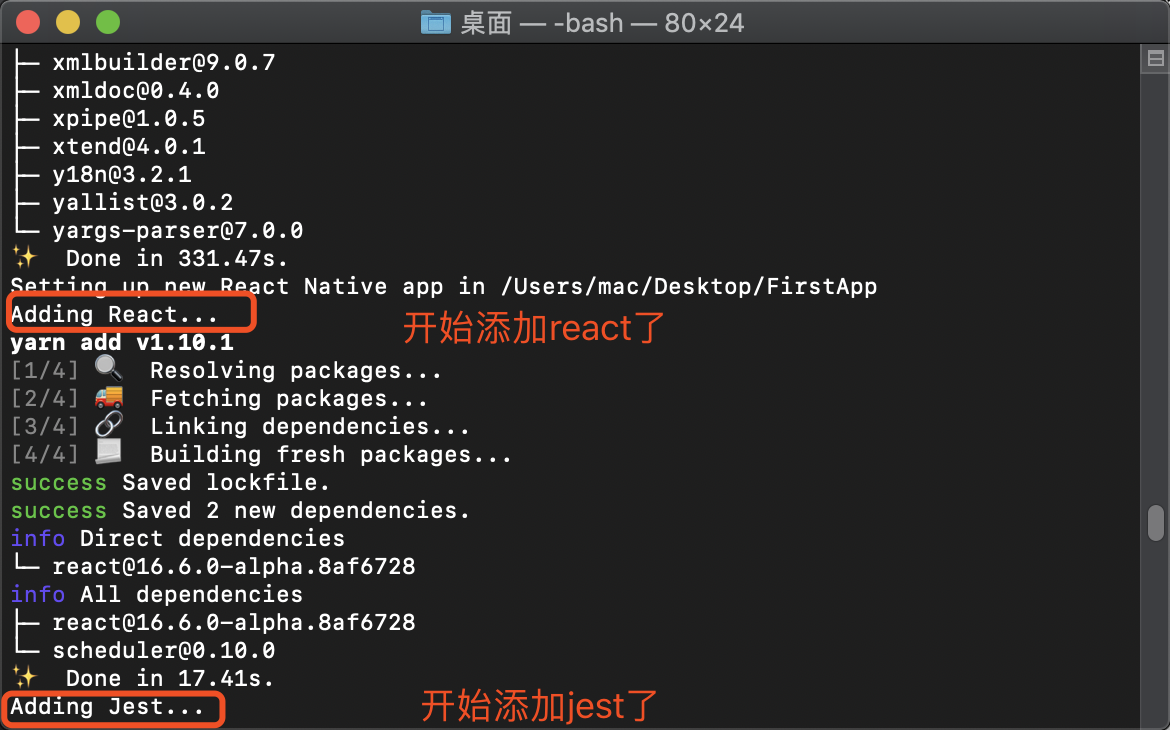 桌面 — -bash — 80×24
├─ xmlbuilder@9.0.7
├─ xmldoc@0.4.0
├─ xpipe@1.0.5
├─ xtend@4.0.1
├─ y18n@3.2.1
├─ yallist@3.0.2
└─ yargs-parser@7.0.0
✨  Done in 331.47s.
Setting up new React Native app in /Users/mac/Desktop/FirstApp
Adding React...
开始添加react了
yarn add v1.10.1
[1/4] 🔍  Resolving packages...
[2/4] 🚚  Fetching packages...
[3/4] 🔗  Linking dependencies...
[4/4] 📃  Building fresh packages...
success Saved lockfile.
success Saved 2 new dependencies.
info Direct dependencies
└─ react@16.6.0-alpha.8af6728
info All dependencies
├─ react@16.6.0-alpha.8af6728
└─ scheduler@0.10.0
✨  Done in 17.41s.
Adding Jest...
开始添加jest了